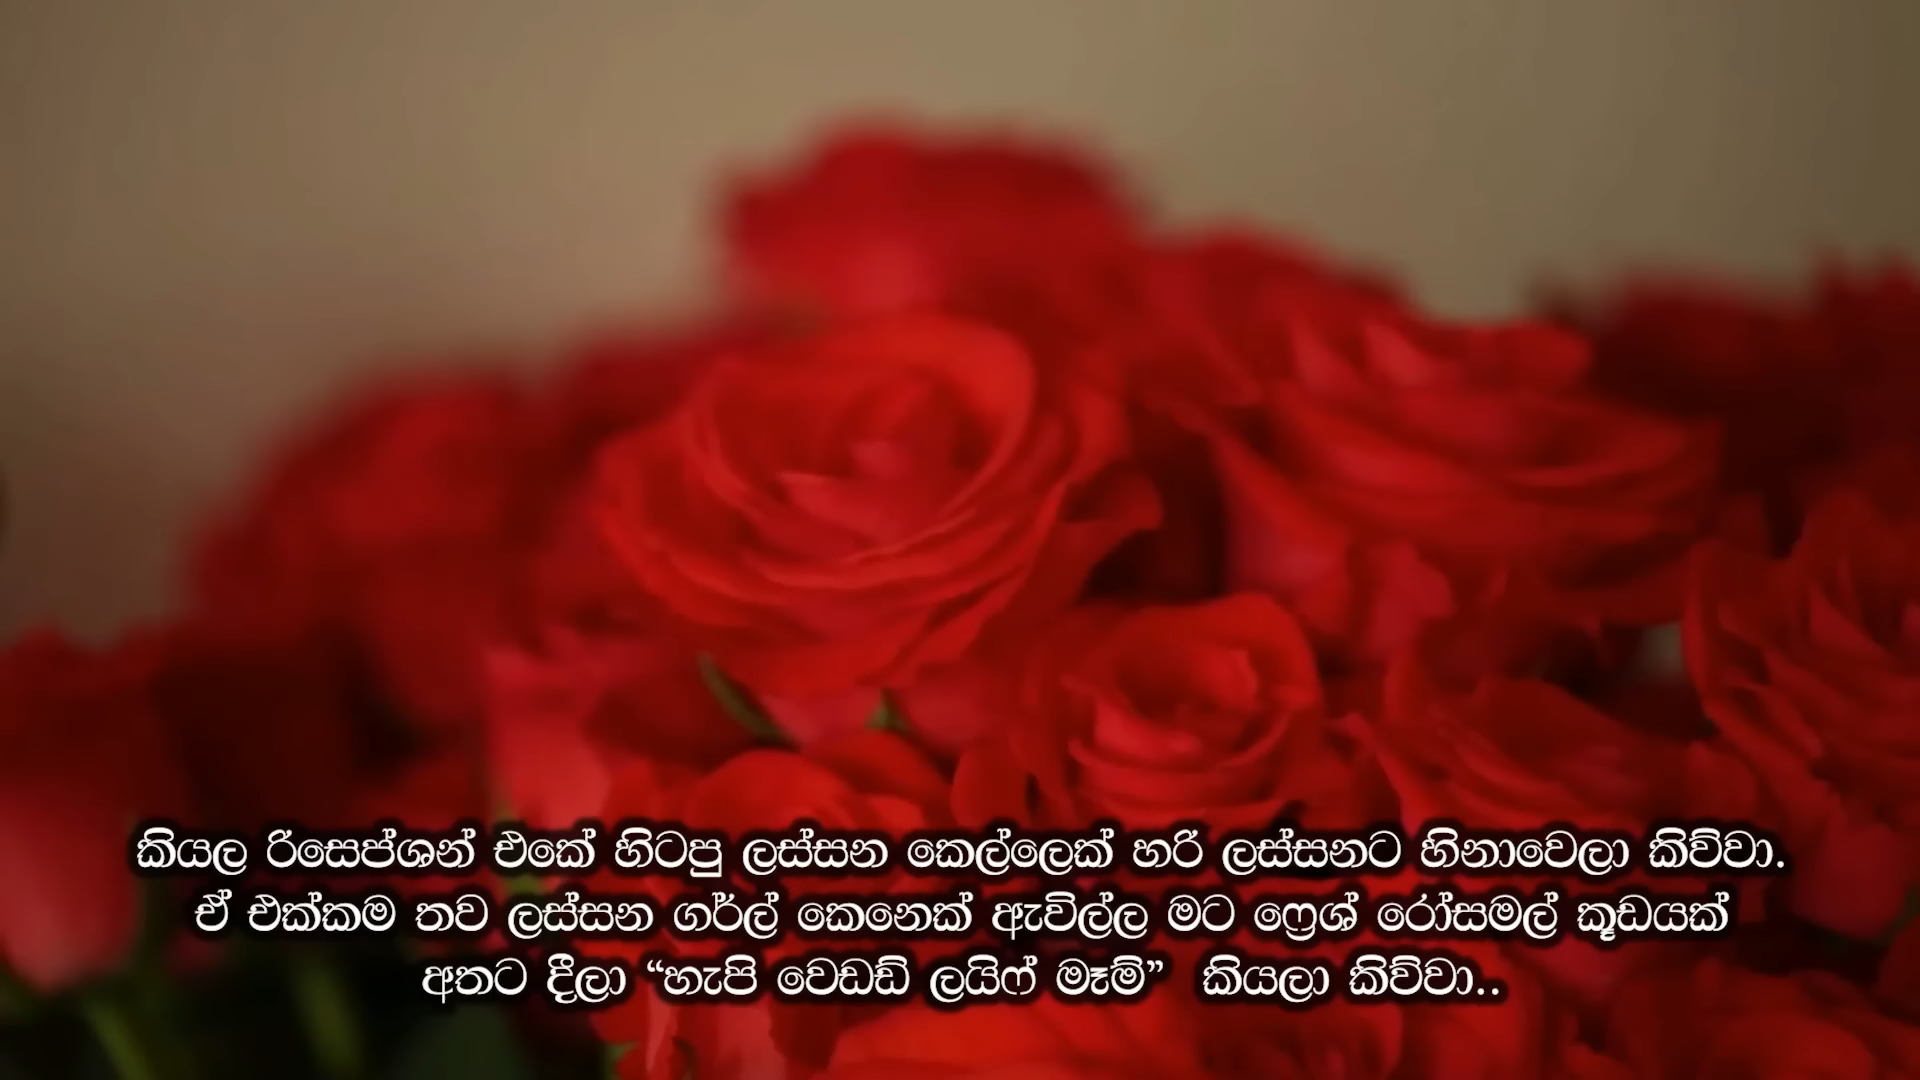 කියල රිසෙප්ශන් එකේ හිටපු ලස්සන කෙල්ලෙක් හරි ලස්සනට හිනාවෙලා කිව්වා.
ඒ එක්කම තව ලස්සන ගර්ල් කෙනෙක් ඇවිල්ල මට ෆ්‍රෙශ් රෝසමල් කූඩයක්
අතට දීලා “හැපි වෙඩඩ් ලයිෆ් මෑම්”  කියලා කිව්වා..